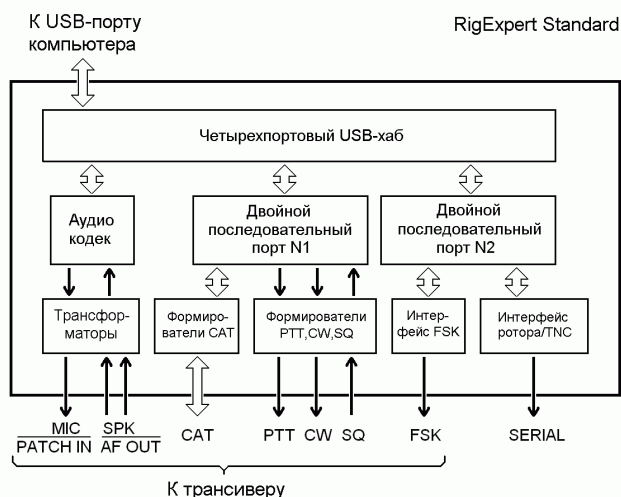 К USB-порту
компьютера
RigExpert Standard
Четырехпортовый USB-хаб
Аудио
кодек
Двойной
последовательный
порт N1
Двойной
последовательный
порт N2
Трансфор-
маторы
Формиро-
ватели CAT
Формирователи
PTT,CW,SQ
Интер-
фейс FSK
Интерфейс
ротора/TNC
MIC
PATCH IN
SPK
AF OUT
CAT
PTT
CW
SQ
FSK
SERIAL
К трансиверу